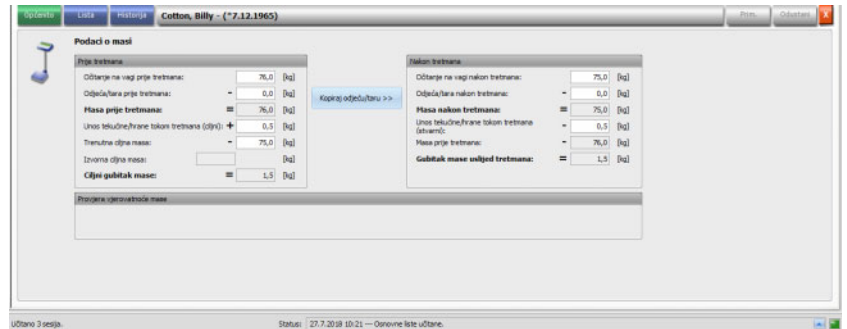 Općenito Lista Historija Cotton, Billy - (*7.12.1965) Prim. Odustani X
Podaci o masi
Prije tretmana
Očitanje na vagi prije tretmana: 76,0 [kg]
Odjeća/tara prije tretmana: - 0,0 [kg]
Masa prije tretmana: = 76,0 [kg]
Unos tekućine/hrane tokom tretmana (ciljni): + 0,5 [kg]
Trenutna ciljna masa: - 75,0 [kg]
Izvorna ciljna masa: [kg]
Ciljni gubitak mase: = 1,5 [kg]
Kopiraj odjeću/taru >>
Nakon tretmana
Očitanje na vagi nakon tretmana: 75,0 [kg]
Odjeća/tara nakon tretmana: - 0,0 [kg]
Masa nakon tretmana: = 75,0 [kg]
Unos tekućine/hrane tokom tretmana
(stvarni): - 0,5 [kg]
Masa prije tretmana: - 76,0 [kg]
Gubitak mase uslijed tretmana: = 1,5 [kg]
Provjera vjerovatnoće mase
Učitano 3 sesija. Status: 27.7.2018 10:21 --- Osnovne liste učitane.